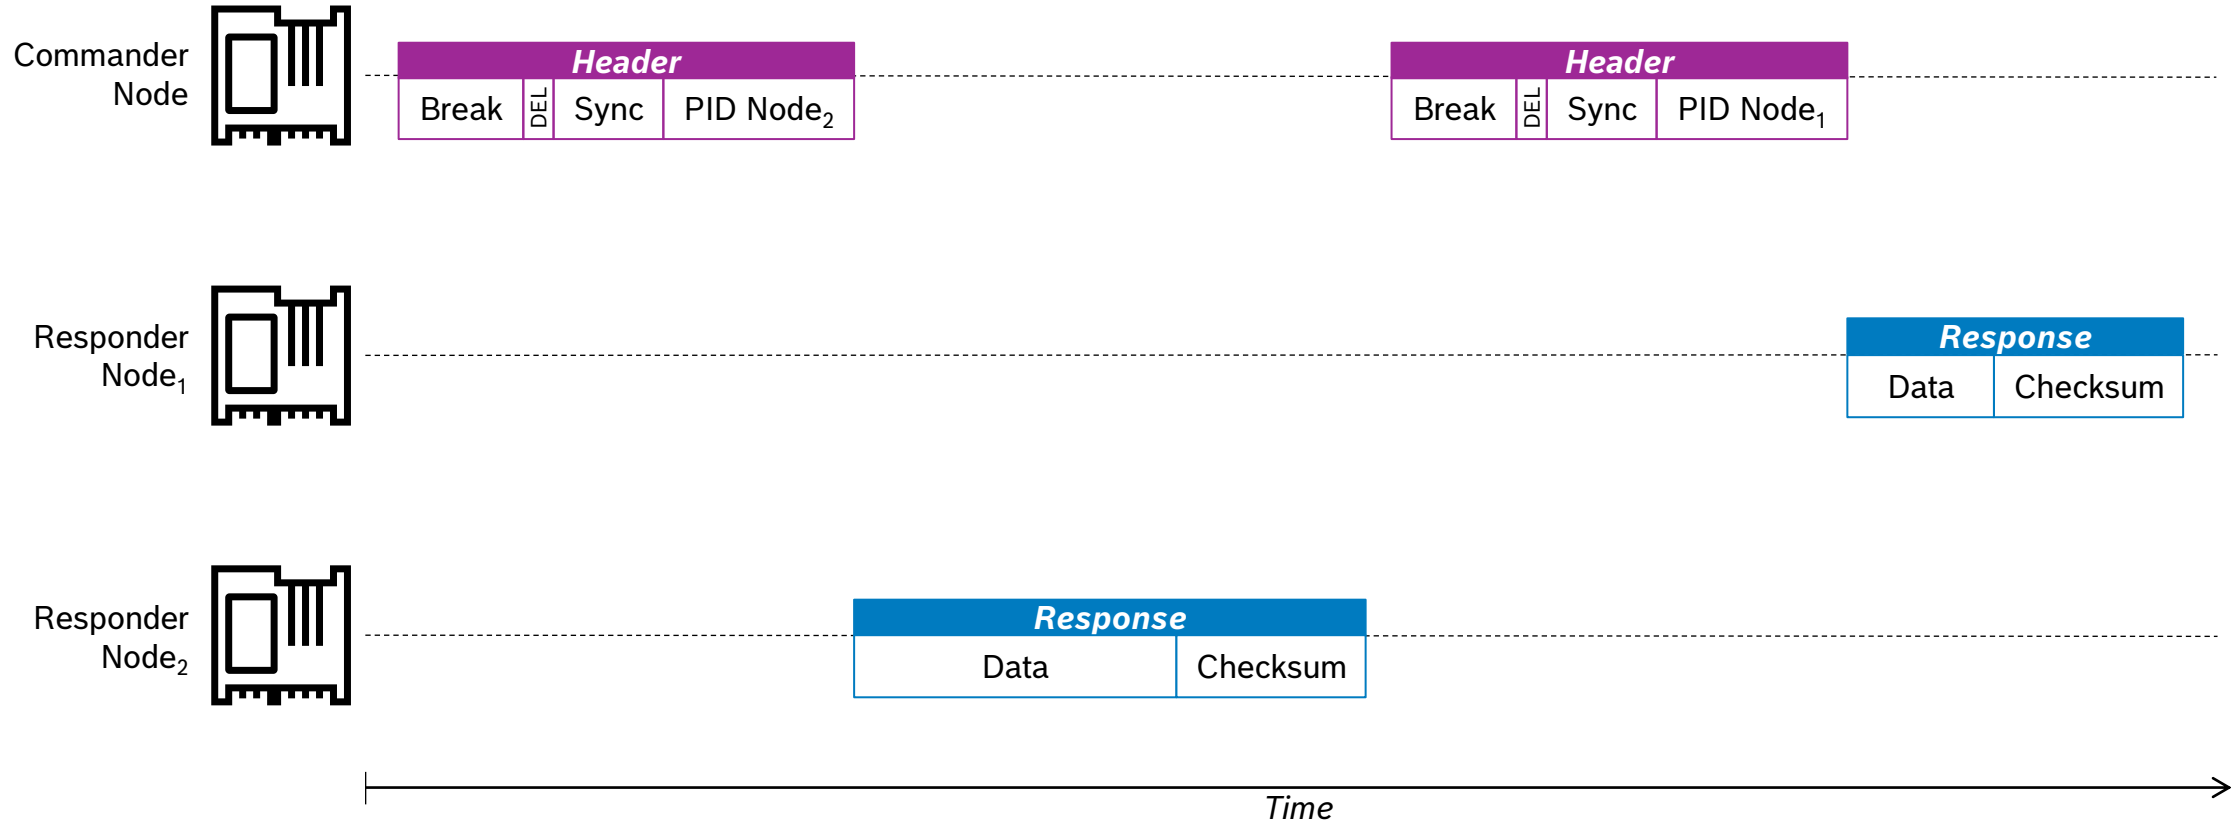 Commander
Node
Header
Break DEL Sync PID Node₂
Header
Break DEL Sync PID Node₁
Responder
Node₁
Response
Data Checksum
Responder
Node₂
Response
Data Checksum
Time